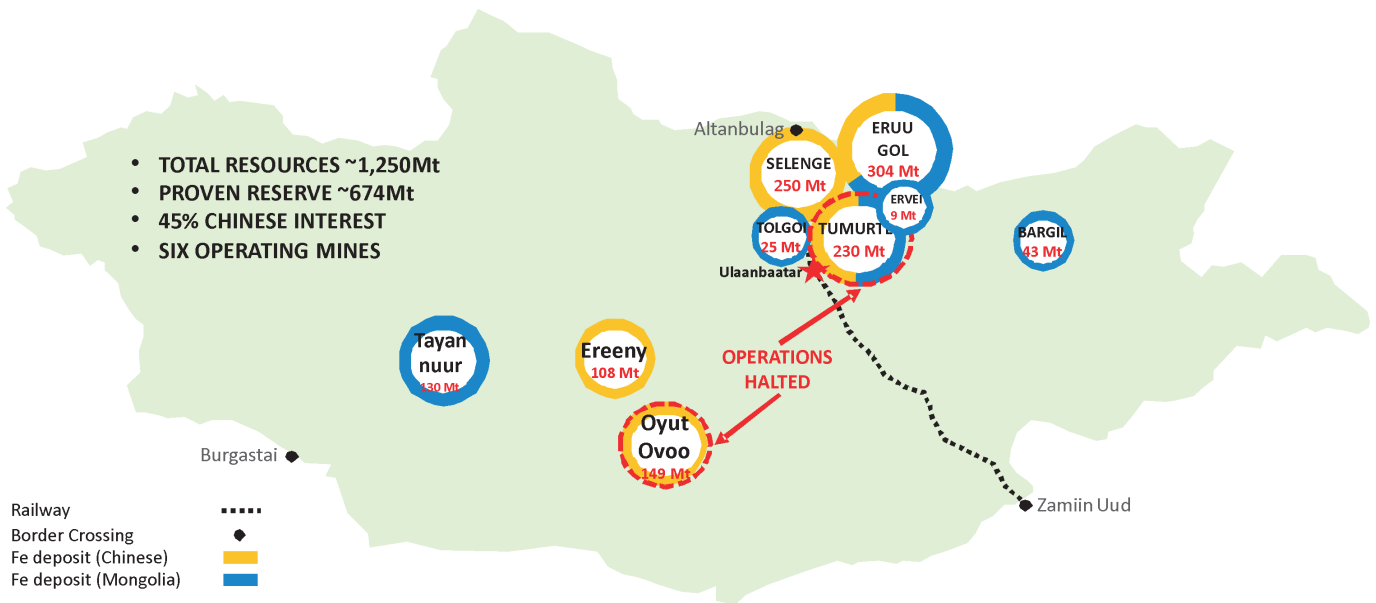 • TOTAL RESOURCES ~1,250Mt
• PROVEN RESERVE ~674Mt
• 45% CHINESE INTEREST
• SIX OPERATING MINES
Altanbulag
SELENGE
250 Mt
ERUU
GOL
304 Mt
ERVEI
9 Mt
TOLGOI
25 Mt
TUMURTE
230 Mt
BARGIL
43 Mt
Ulaanbaatar
Tayan
nuur
130 Mt
Ereeny
108 Mt
OPERATIONS
HALTED
Oyut
Ovoo
149 Mt
Burgastai
Zamiin Uud
Railway
Border Crossing
Fe deposit (Chinese)
Fe deposit (Mongolia)